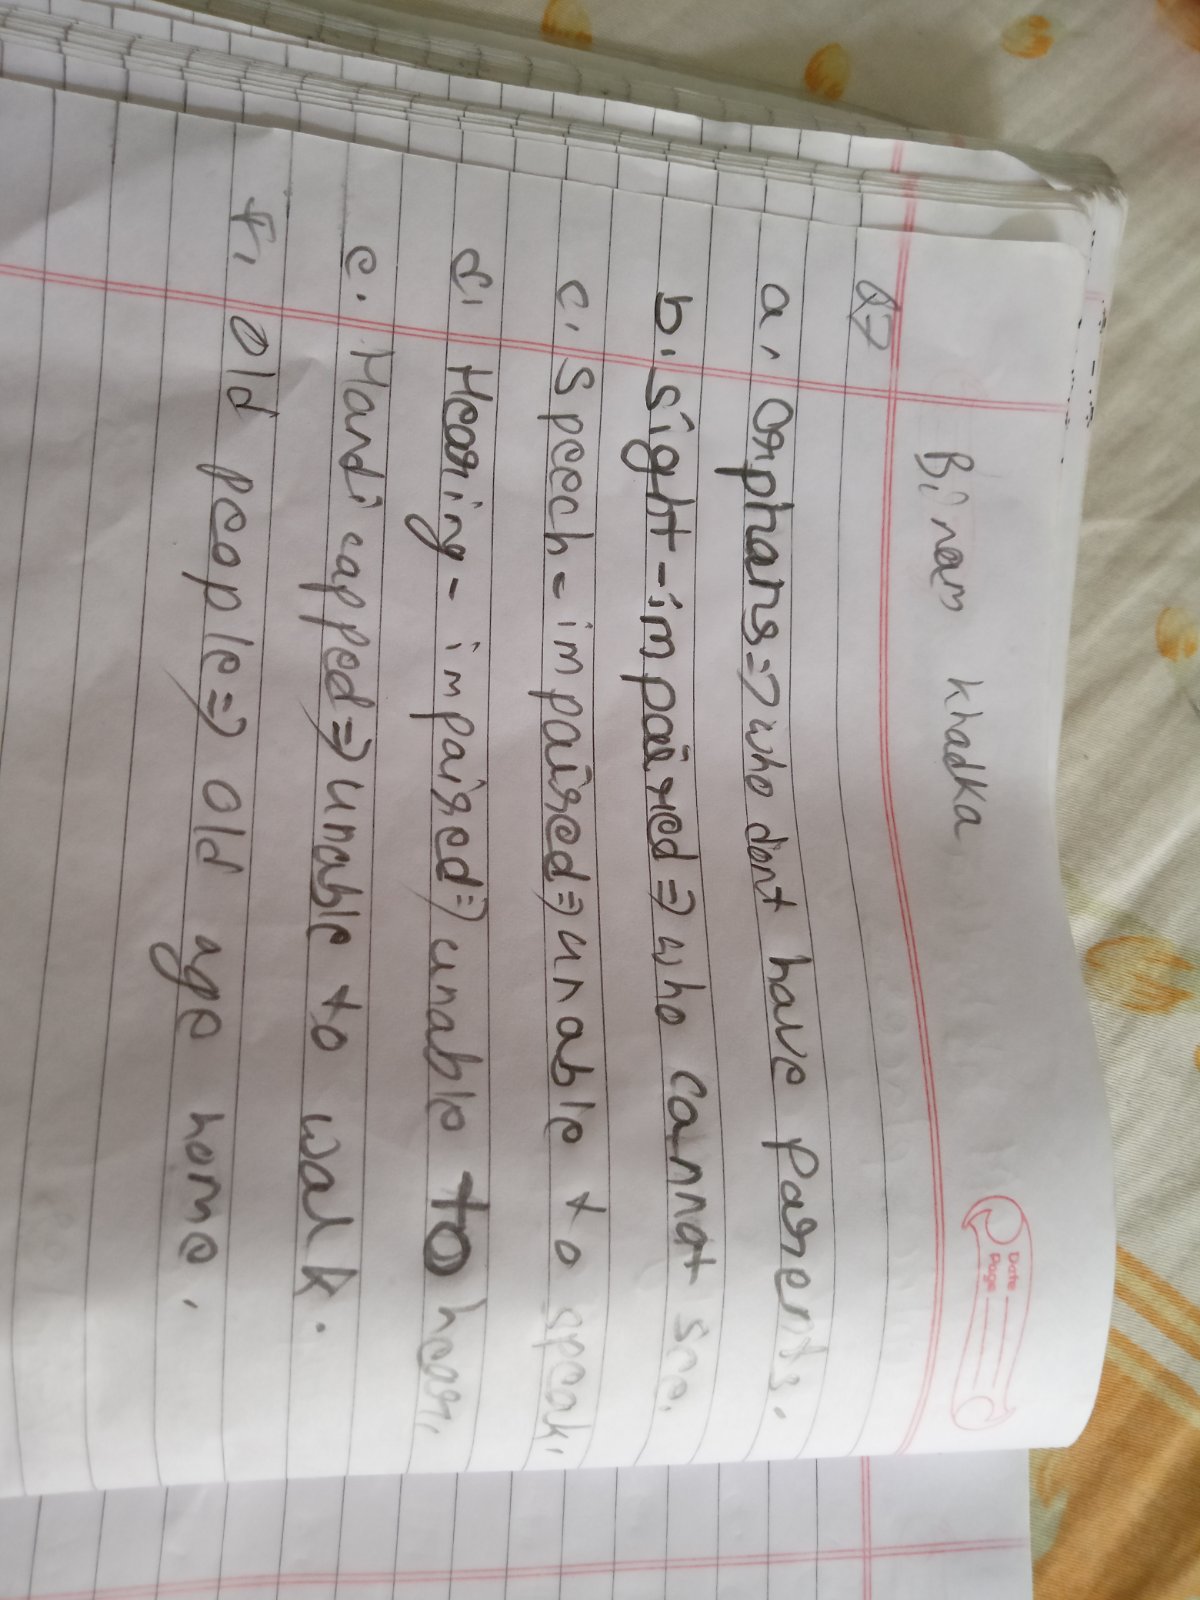 Binam khadka
Date
Page
Q7
a. Orphans=> who dont have parents.
b. sight-impaired => who cannot see.
c. Speech-impaired=> unable to speak.
d. Hearing-impaired=> unable to hear.
e. Handicapped=> unable to walk.
f. Old people=> old age home.